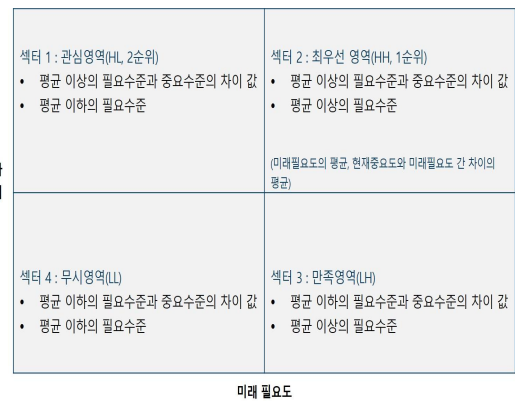 섹터 1 : 관심영역(HL, 2순위)
• 평균 이상의 필요수준과 중요수준의 차이 값
• 평균 이하의 필요수준
섹터 2 : 최우선 영역(HH, 1순위)
• 평균 이상의 필요수준과 중요수준의 차이 값
• 평균 이상의 필요수준
(미래필요도의 평균, 현재중요도와 미래필요도 간 차이의
평균)
섹터 4 : 무시영역(LL)
• 평균 이하의 필요수준과 중요수준의 차이 값
• 평균 이하의 필요수준
섹터 3 : 만족영역(LH)
• 평균 이하의 필요수준과 중요수준의 차이 값
• 평균 이상의 필요수준
미래 필요도